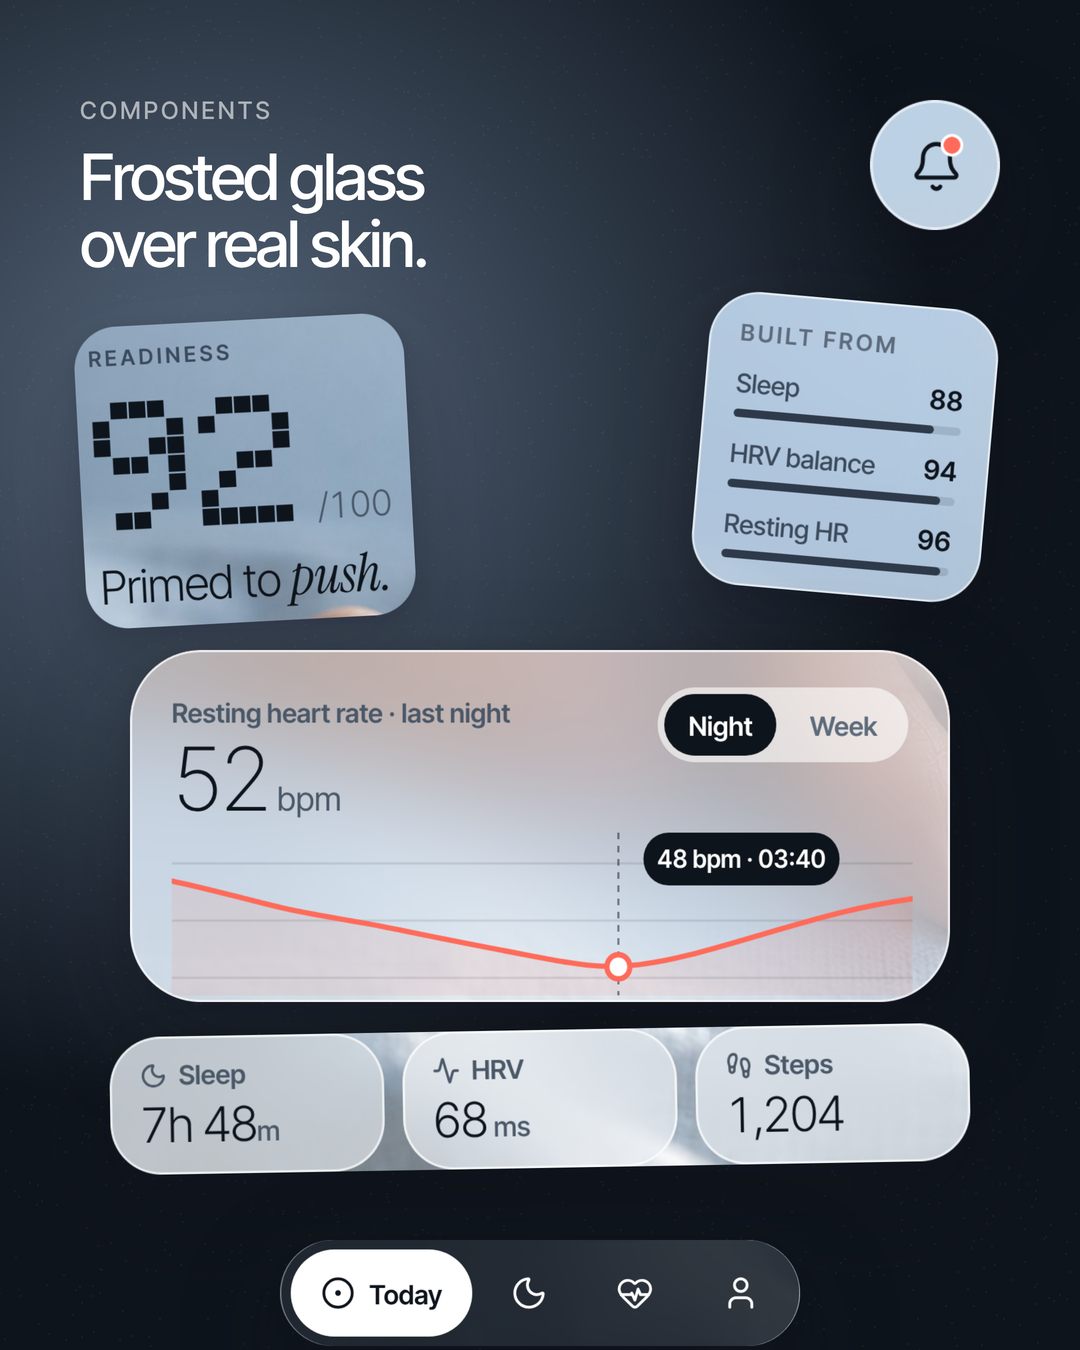 COMPONENTS
Frosted glass
over real skin.
READINESS
92 /100
Primed to push.
BUILT FROM
Sleep 88
HRV balance 94
Resting HR 96
Resting heart rate · last night
52 bpm
Night Week
48 bpm · 03:40
Sleep
7h 48m
HRV
68 ms
Steps
1,204
Today